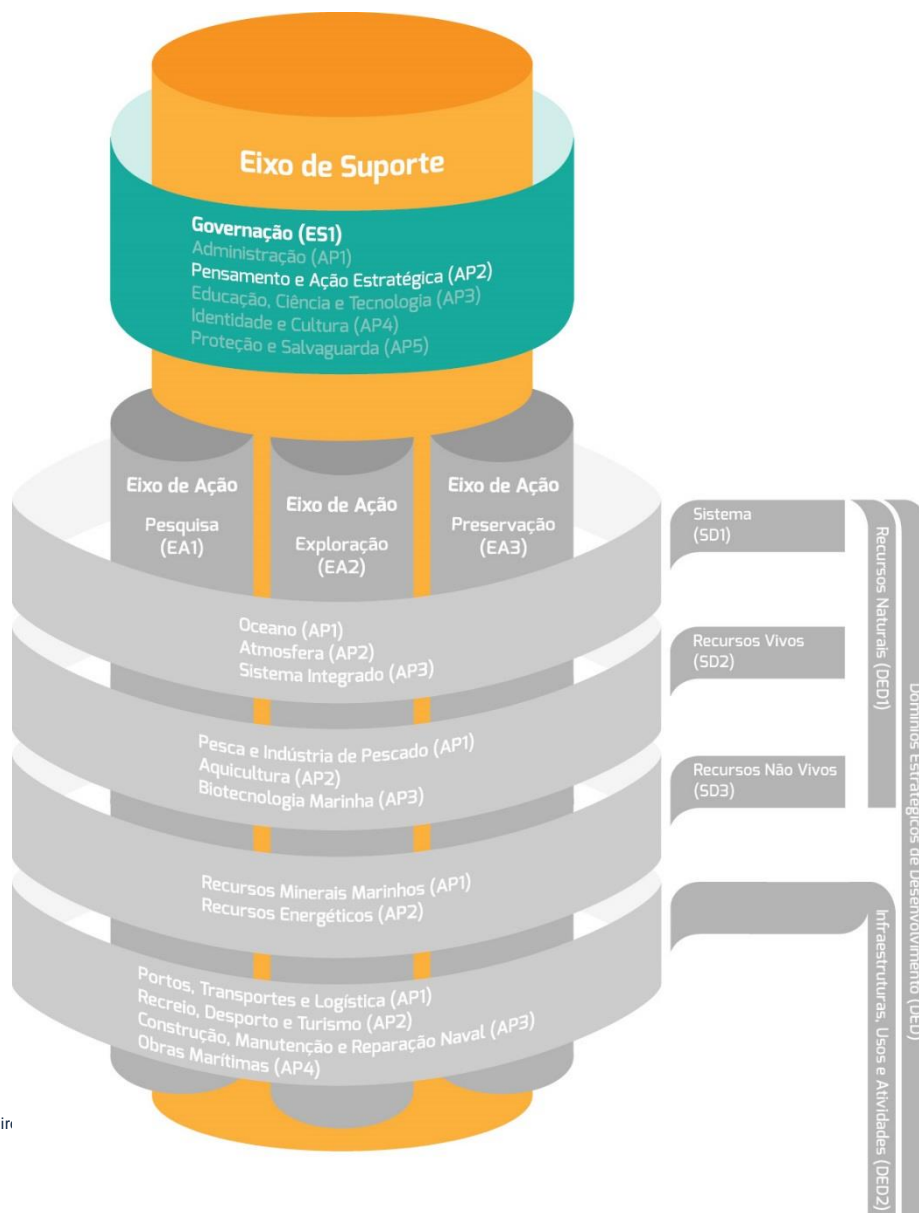 Eixo de Suporte
Governação (ES1)
Administração (AP1)
Pensamento e Ação Estratégica (AP2)
Educação, Ciência e Tecnologia (AP3)
Identidade e Cultura (AP4)
Proteção e Salvaguarda (AP5)
Eixo de Ação
Pesquisa
(EA1)
Eixo de Ação
Exploração
(EA2)
Eixo de Ação
Preservação
(EA3)
Oceano (AP1)
Atmosfera (AP2)
Sistema Integrado (AP3)
Sistema
(SD1)
Pesca e Indústria de Pescado (AP1)
Aquicultura (AP2)
Biotecnologia Marinha (AP3)
Recursos Vivos
(SD2)
Recursos Minerais Marinhos (AP1)
Recursos Energéticos (AP2)
Recursos Não Vivos
(SD3)
Portos, Transportes e Logística (AP1)
Recreio, Desporto e Turismo (AP2)
Construção, Manutenção e Reparação Naval (AP3)
Obras Marítimas (AP4)
Recursos Naturais (DED1)
Infraestruturas, Usos e Atividades (DED2)
Domínios Estratégicos de Desenvolvimento (DED)